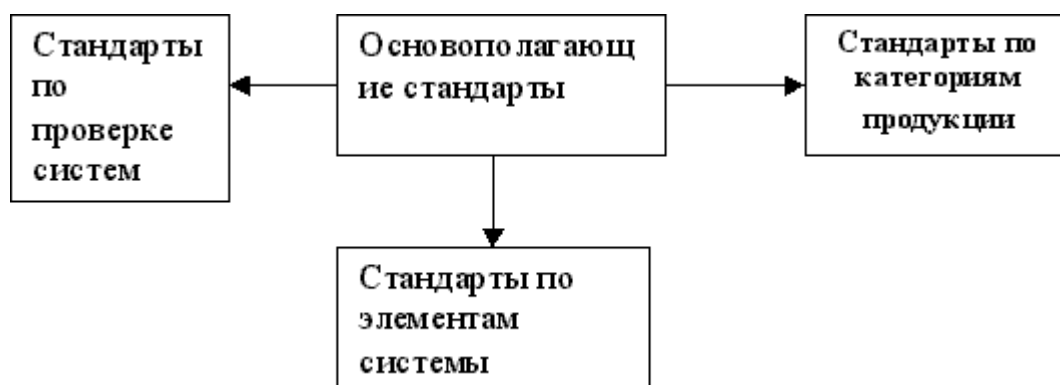 Стандарты
по
проверке
систем
Основополагающ
ие стандарты
Стандарты по
категориям
продукции
Стандарты по
элементам
системы